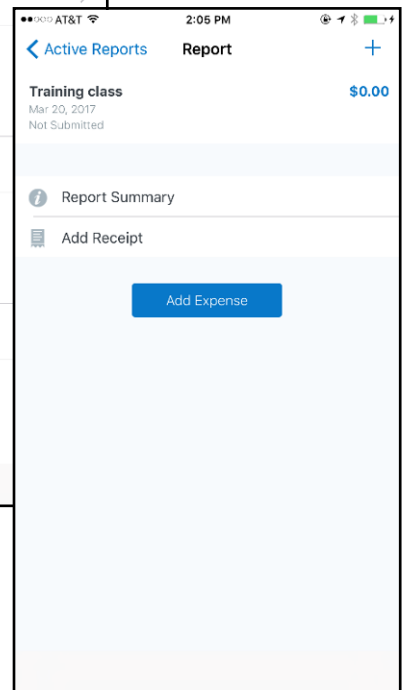 AT&T 2:05 PM
Active Reports Report +
Training class $0.00
Mar 20, 2017
Not Submitted
Report Summary
Add Receipt
Add Expense